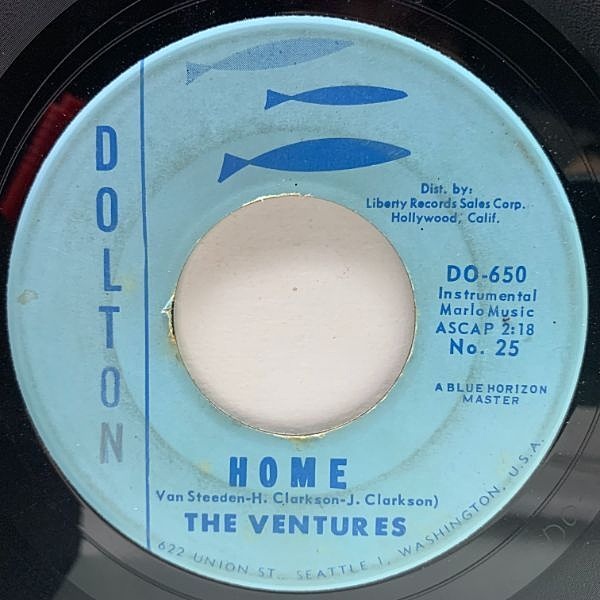 DOLTON
Dist. by:
Liberty Records Sales Corp.
Hollywood, Calif.
DO-650
Instrumental
Marlo Music
ASCAP 2:18
No. 25
A BLUE HORIZON
MASTER
HOME
Van Steeden-H. Clarkson-J. Clarkson)
THE VENTURES
622 UNION ST., SEATTLE 1, WASHINGTON, U.S.A.